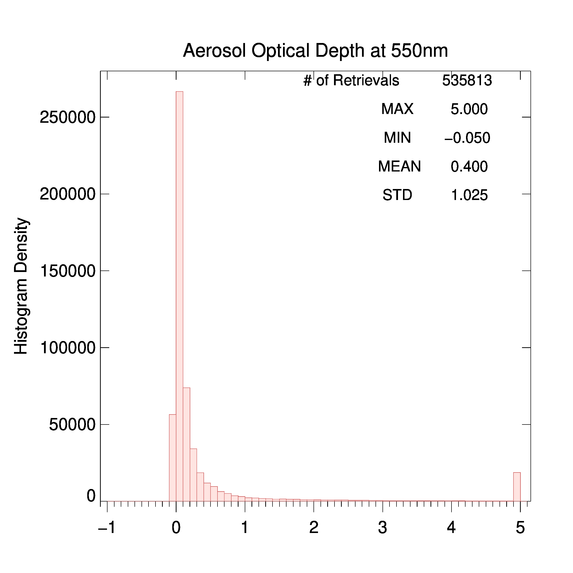 Aerosol Optical Depth at 550nm
# of Retrievals 535813
MAX 5.000
MIN −0.050
MEAN 0.400
STD 1.025
Histogram Density
250000
200000
150000
100000
50000
0
−1 0 1 2 3 4 5